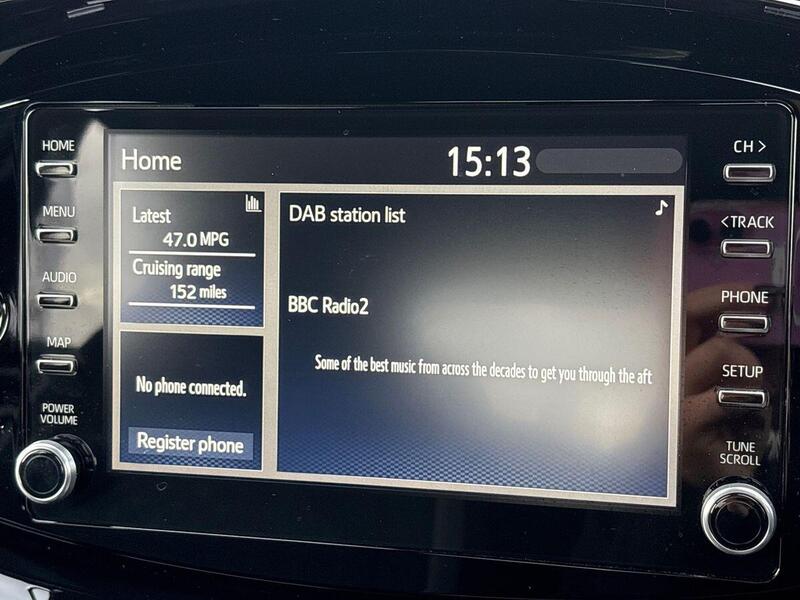 HOME
MENU
AUDIO
MAP
POWER
VOLUME
Home
15:13
Latest
47.0 MPG
Cruising range
152 miles
No phone connected.
Register phone
DAB station list
BBC Radio2
Some of the best music from across the decades to get you through the aft
CH >
<TRACK
PHONE
SETUP
TUNE
SCROLL